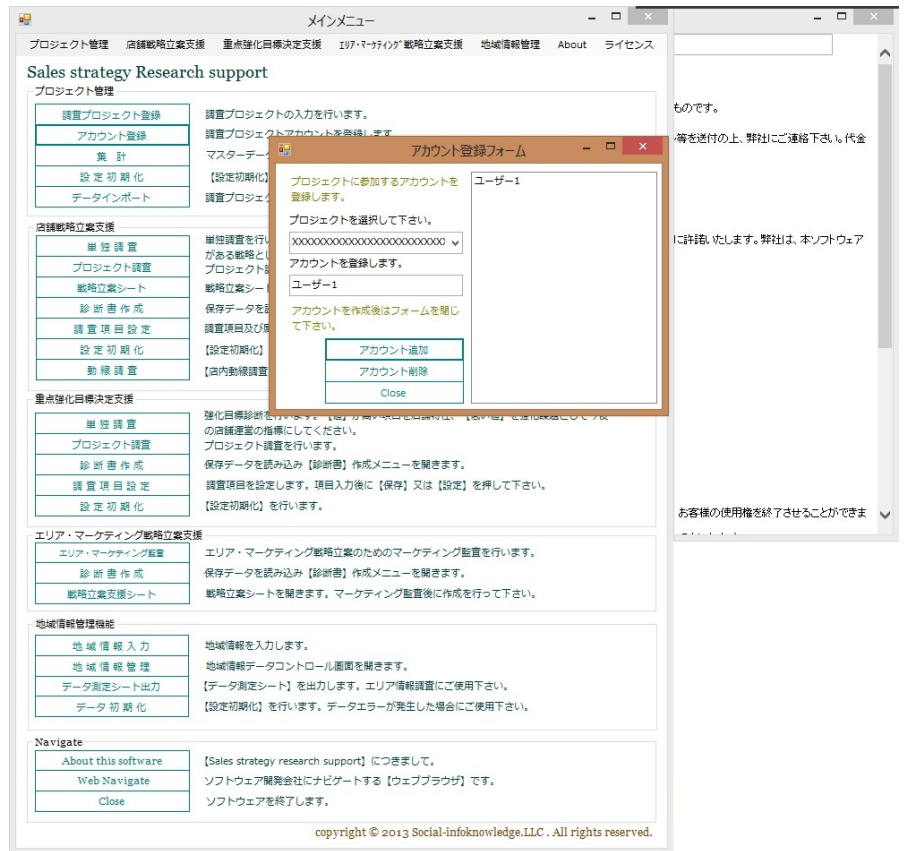 メインメニュー
プロジェクト管理 店舗戦略立案支援 重点強化目標決定支援 エリア・マーケティング戦略立案支援 地域情報管理 About ライセンス
Sales strategy Research support
プロジェクト管理
調査プロジェクト登録 調査プロジェクトの入力を行います。
アカウント登録 調査プロジェクトアカウントを登録します。
集 計 マスターデー
設 定 初 期 化 【設定初期化】
データインポート 調査プロジェク
アカウント登録フォーム
プロジェクトに参加するアカウントを
登録します。
プロジェクトを選択して下さい。
XXXXXXXXXXXXXXXXXXXXXXXXX
アカウントを登録します。
ユーザー1
アカウントを作成後はフォームを閉じ
て下さい。
アカウント追加
アカウント削除
Close
ユーザー1
店舗戦略立案支援
単 独 調 査 単独調査を行い
がある戦略とし
プロジェクト調査 プロジェクト調
戦略立案シート 戦略立案シート
診 断 書 作 成 保存データを読
調 査 項 目 設 定 調査項目及び
設 定 初 期 化 【設定初期化】
動 線 調 査 【店内動線調査
重点強化目標決定支援
単 独 調 査 強化目標診断を行います。
の店舗運営の指標にしてください。
プロジェクト調査 プロジェクト調査を行います。
診 断 書 作 成 保存データを読み込み【診断書】作成メニューを開きます。
調 査 項 目 設 定 調査項目を設定します。項目入力後に【保存】又は【設定】を押して下さい。
設 定 初 期 化 【設定初期化】を行います。
エリア・マーケティング戦略立案支援
エリア・マーケティング監査 エリア・マーケティング戦略立案のためのマーケティング監査を行います。
診 断 書 作 成 保存データを読み込み【診断書】作成メニューを開きます。
戦略立案支援シート 戦略立案シートを開きます。マーケティング監査後に作成を行って下さい。
地域情報管理機能
地 域 情 報 入 力 地域情報を入力します。
地 域 情 報 管 理 地域情報データコントロール画面を開きます。
データ測定シート出力 【データ測定シート】を出力します。エリア情報調査にご使用下さい。
データ 初 期 化 【設定初期化】を行います。データエラーが発生した場合にご使用下さい。
Navigate
About this software 【Sales strategy research support】につきまして。
Web Navigate ソフトウェア開発会社にナビゲートする【ウェブブラウザ】です。
Close ソフトウェアを終了します。
copyright © 2013 Social-infoknowledge.LLC . All rights reserved.
ものです。
等を送付の上、弊社にご連絡下さい。代金
に許諾いたします。弊社は、本ソフトウェア
お客様の使用権を終了させることができま